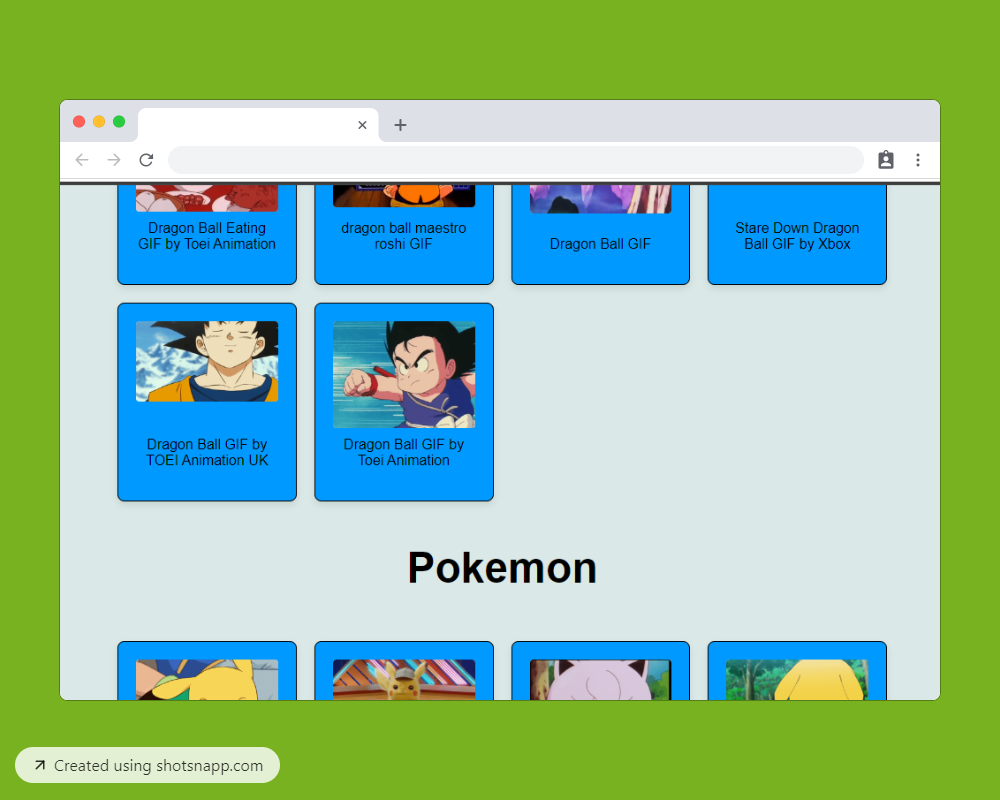 Dragon Ball Eating
GIF by Toei Animation
dragon ball maestro
roshi GIF
Dragon Ball GIF
Stare Down Dragon
Ball GIF by Xbox
Dragon Ball GIF by
TOEI Animation UK
Dragon Ball GIF by
Toei Animation
Pokemon
Created using shotsnapp.com